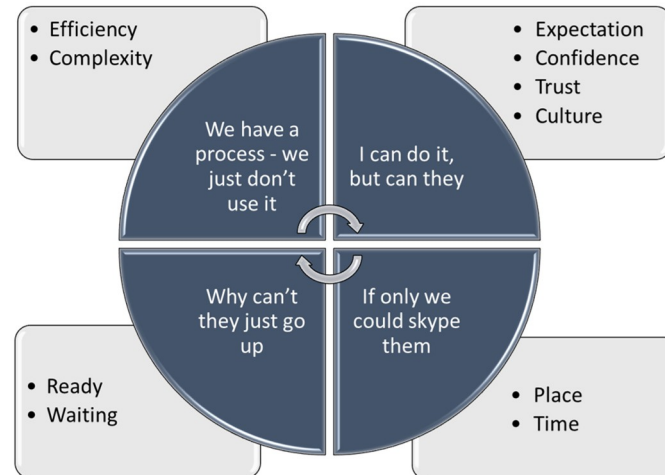 • Efficiency
• Complexity
• Expectation
• Confidence
• Trust
• Culture
We have a
process - we
just don't
use it
I can do it,
but can they
Why can't
they just go
up
If only we
could skype
them
• Ready
• Waiting
• Place
• Time